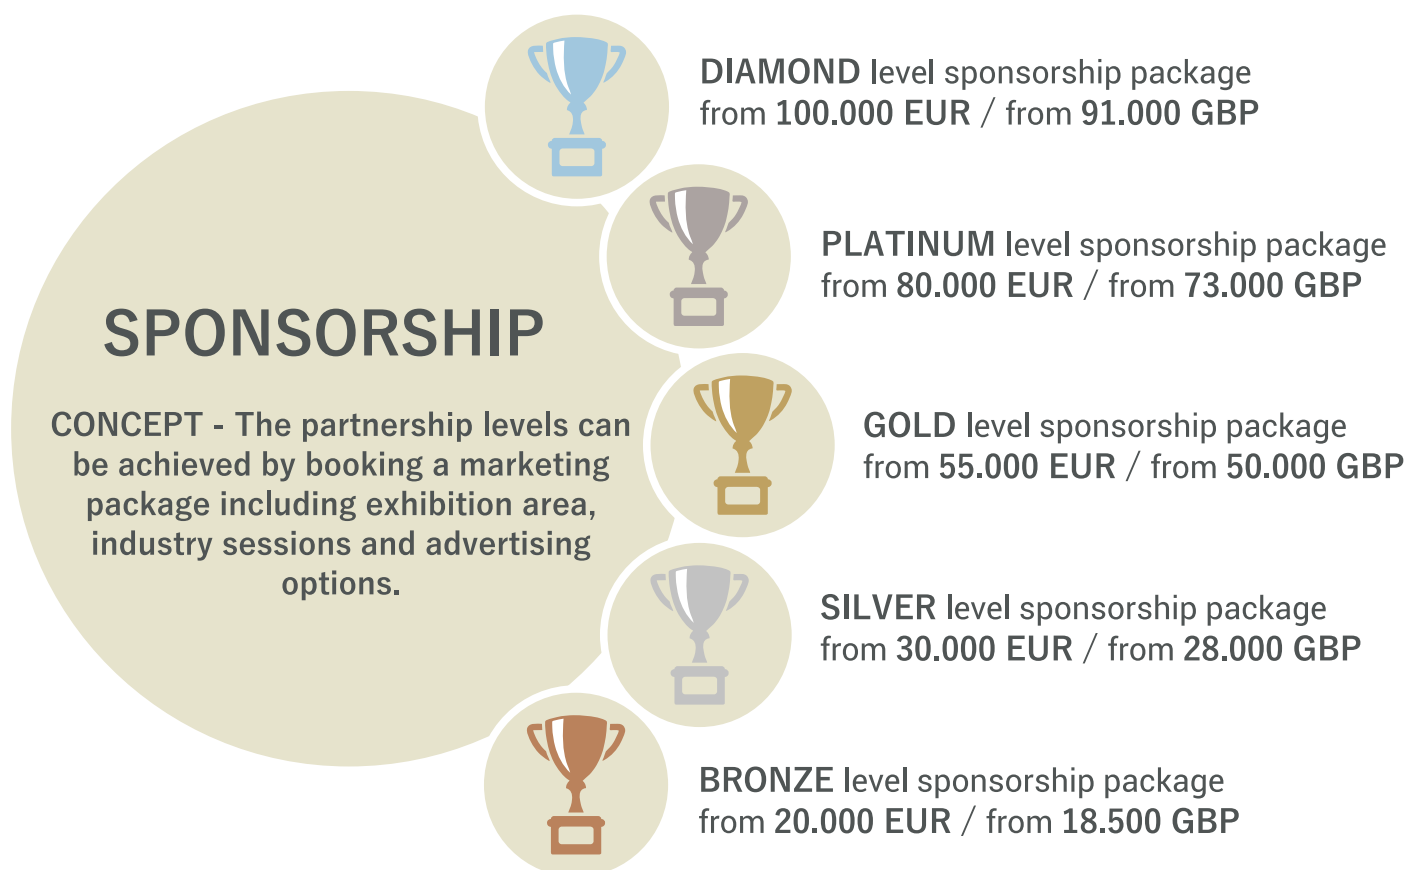 SPONSORSHIP
CONCEPT - The partnership levels can
be achieved by booking a marketing
package including exhibition area,
industry sessions and advertising
options.
DIAMOND level sponsorship package
from 100.000 EUR / from 91.000 GBP
PLATINUM level sponsorship package
from 80.000 EUR / from 73.000 GBP
GOLD level sponsorship package
from 55.000 EUR / from 50.000 GBP
SILVER level sponsorship package
from 30.000 EUR / from 28.000 GBP
BRONZE level sponsorship package
from 20.000 EUR / from 18.500 GBP